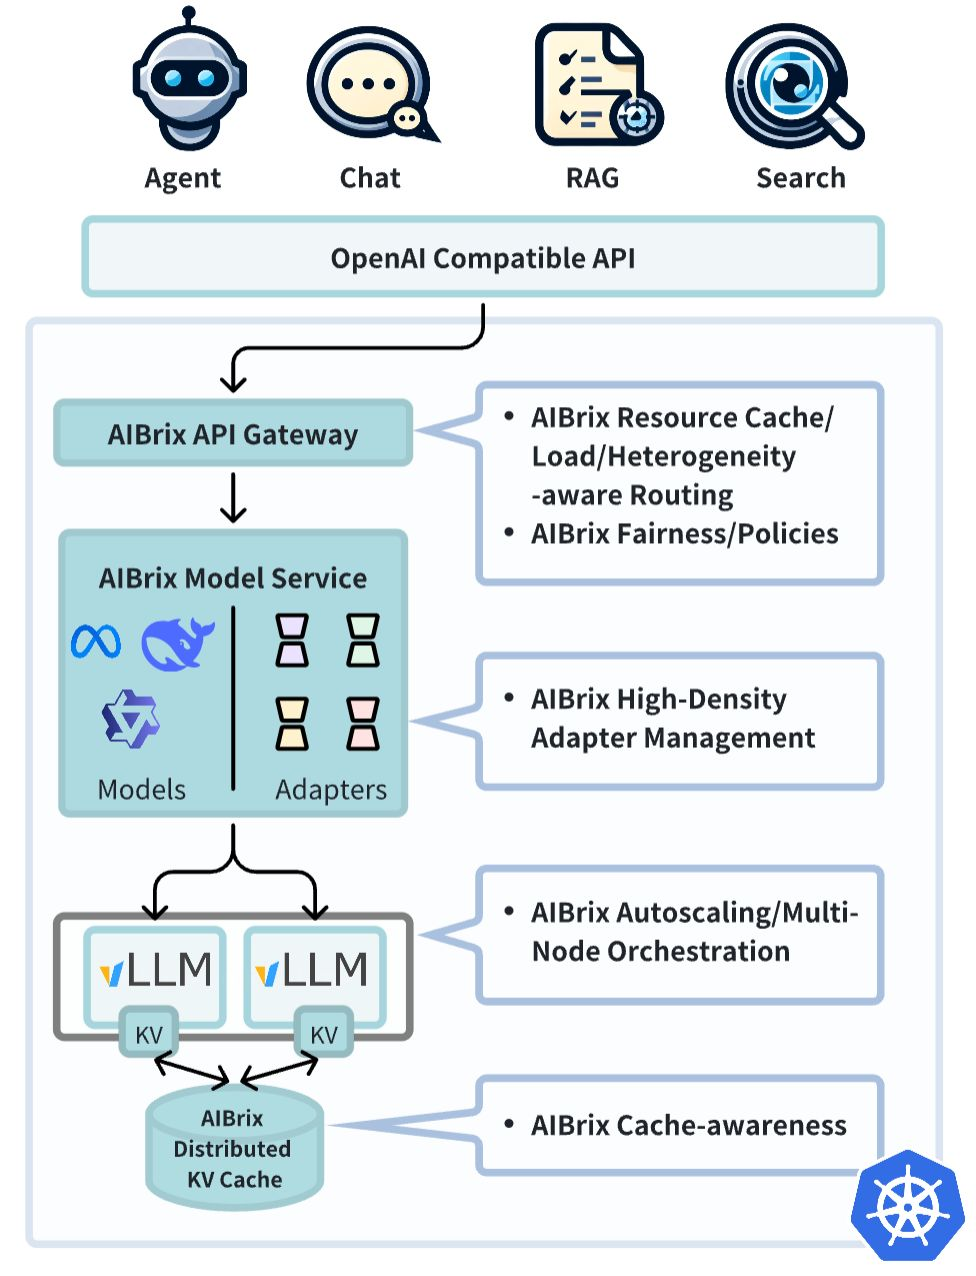 Agent
Chat
RAG
Search
OpenAI Compatible API
AIBrix API Gateway
• AIBrix Resource Cache/
Load/Heterogeneity
-aware Routing
• AIBrix Fairness/Policies
AIBrix Model Service
Models
Adapters
• AIBrix High-Density
Adapter Management
vLLM
vLLM
• AIBrix Autoscaling/Multi-
Node Orchestration
KV
KV
AIBrix
Distributed
KV Cache
• AIBrix Cache-awareness